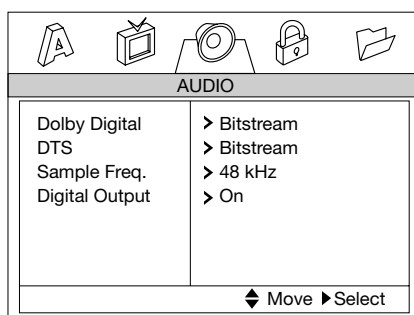 AUDIO
Dolby Digital > Bitstream
DTS > Bitstream
Sample Freq. > 48 kHz
Digital Output > On
Move Select